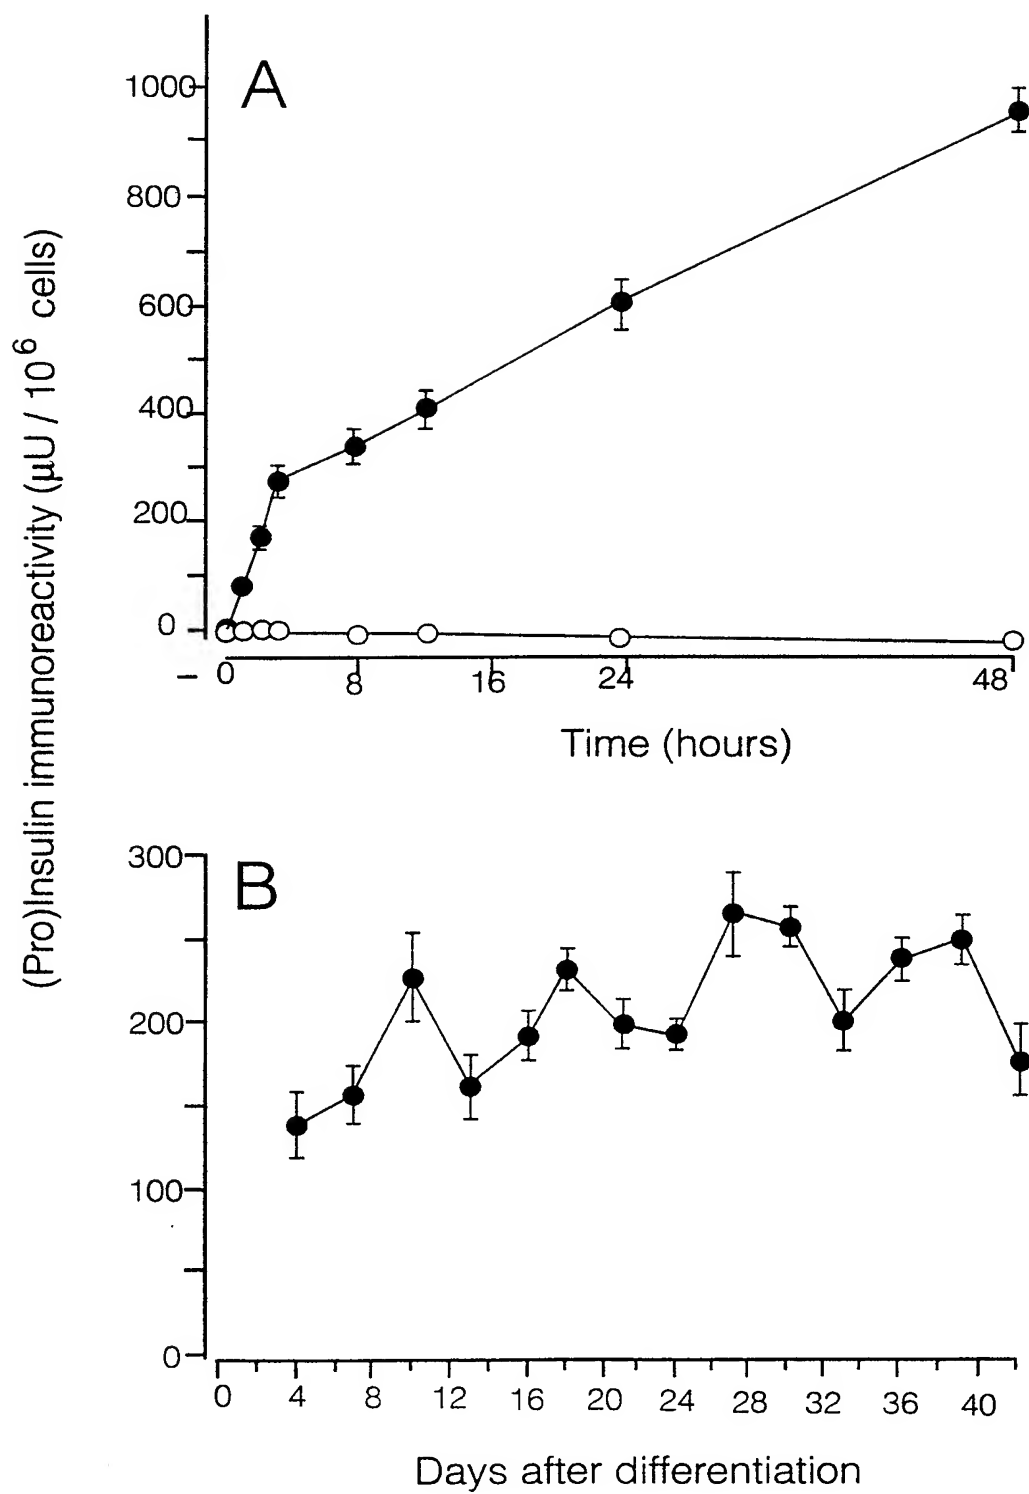 (Pro)Insulin immunoreactivity (μU / 10⁶ cells)
A
1000
800
600
400
200
0
– 0 8 16 24 48
Time (hours)
B
300
200
100
0
0 4 8 12 16 20 24 28 32 36 40
Days after differentiation